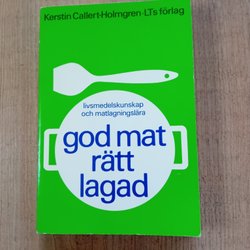 Kerstin Callert-Holmgren · LTs förlag
livsmedelskunskap
och matlagningslära
god mat
rätt
lagad